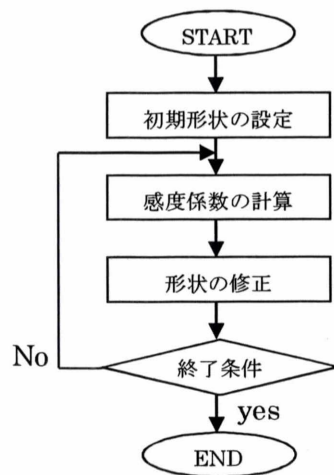 START
初期形状の設定
感度係数の計算
形状の修正
終了条件
No
yes
END